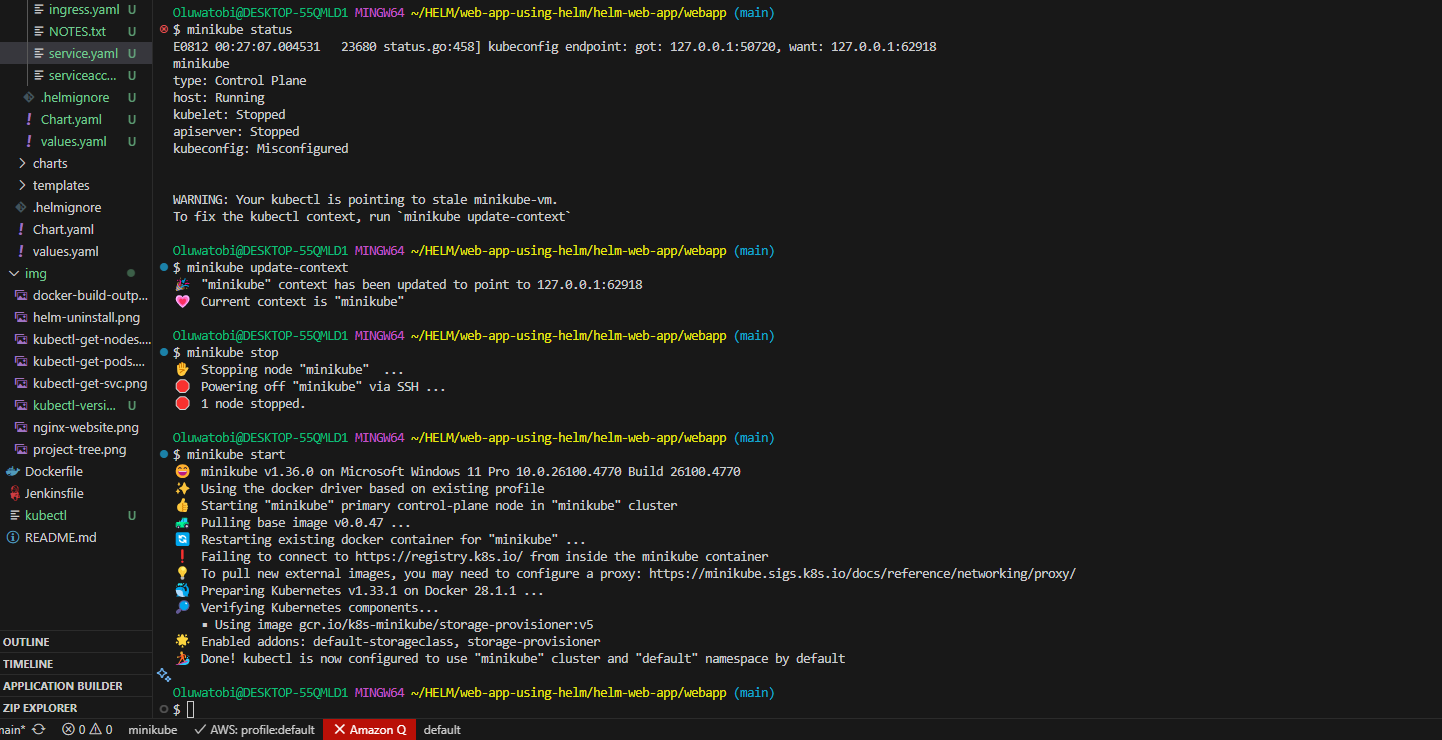 ingress.yaml U
NOTES.txt U
service.yaml U
serviceacc... U
.helmignore U
Chart.yaml U
values.yaml U
charts
templates
.helmignore
Chart.yaml
values.yaml
img
docker-build-outp...
helm-uninstall.png
kubectl-get-nodes....
kubectl-get-pods....
kubectl-get-svc.png
kubectl-versi... U
nginx-website.png
project-tree.png
Dockerfile
Jenkinsfile
kubectl U
README.md
OUTLINE
TIMELINE
APPLICATION BUILDER
ZIP EXPLORER
Oluwatobi@DESKTOP-55QMLD1 MINGW64 ~/HELM/web-app-using-helm/helm-web-app/webapp (main)
$ minikube status
E0812 00:27:07.004531   23680 status.go:458] kubeconfig endpoint: got: 127.0.0.1:50720, want: 127.0.0.1:62918
minikube
type: Control Plane
host: Running
kubelet: Stopped
apiserver: Stopped
kubeconfig: Misconfigured
WARNING: Your kubectl is pointing to stale minikube-vm.
To fix the kubectl context, run `minikube update-context`
Oluwatobi@DESKTOP-55QMLD1 MINGW64 ~/HELM/web-app-using-helm/helm-web-app/webapp (main)
$ minikube update-context
"minikube" context has been updated to point to 127.0.0.1:62918
Current context is "minikube"
Oluwatobi@DESKTOP-55QMLD1 MINGW64 ~/HELM/web-app-using-helm/helm-web-app/webapp (main)
$ minikube stop
Stopping node "minikube"  ...
Powering off "minikube" via SSH ...
1 node stopped.
Oluwatobi@DESKTOP-55QMLD1 MINGW64 ~/HELM/web-app-using-helm/helm-web-app/webapp (main)
$ minikube start
minikube v1.36.0 on Microsoft Windows 11 Pro 10.0.26100.4770 Build 26100.4770
Using the docker driver based on existing profile
Starting "minikube" primary control-plane node in "minikube" cluster
Pulling base image v0.0.47 ...
Restarting existing docker container for "minikube" ...
Failing to connect to https://registry.k8s.io/ from inside the minikube container
To pull new external images, you may need to configure a proxy: https://minikube.sigs.k8s.io/docs/reference/networking/proxy/
Preparing Kubernetes v1.33.1 on Docker 28.1.1 ...
Verifying Kubernetes components...
▪ Using image gcr.io/k8s-minikube/storage-provisioner:v5
Enabled addons: default-storageclass, storage-provisioner
Done! kubectl is now configured to use "minikube" cluster and "default" namespace by default
Oluwatobi@DESKTOP-55QMLD1 MINGW64 ~/HELM/web-app-using-helm/helm-web-app/webapp (main)
$
main* 0 0 minikube AWS: profile:default Amazon Q default